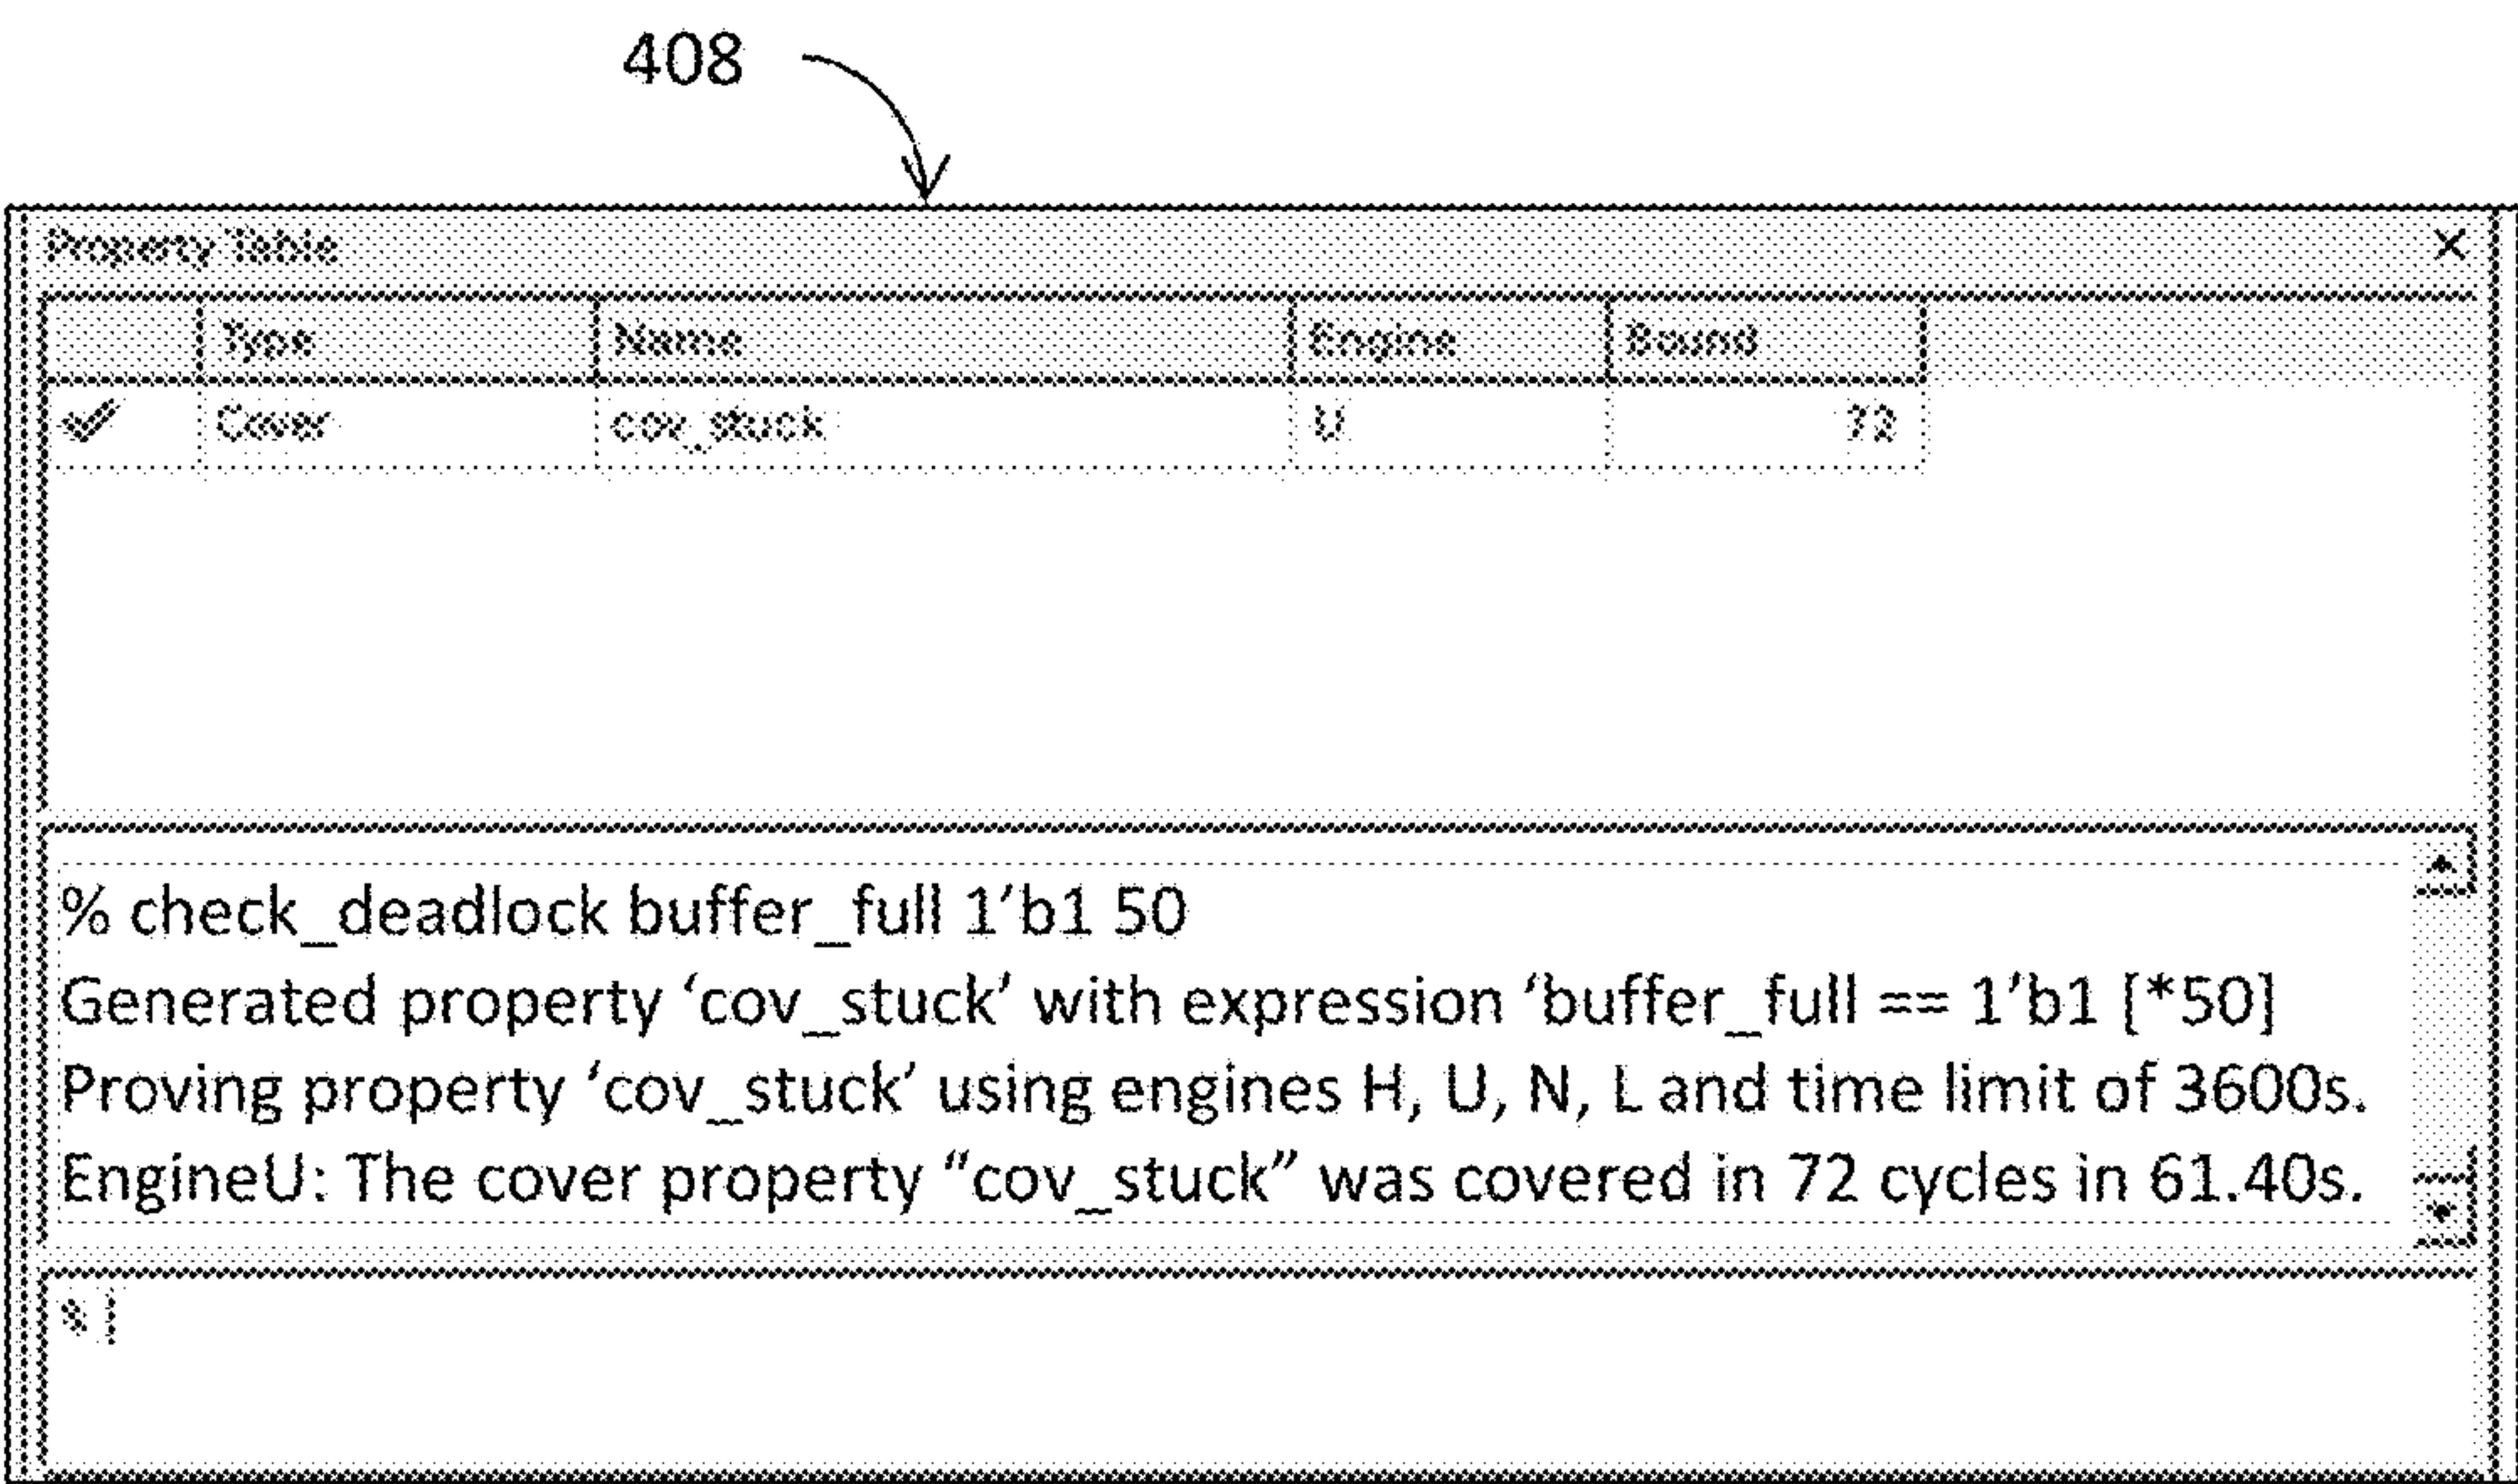 408
Property Table ×
Type Name Engine Bound
Cover cov_stuck U 72
% check_deadlock buffer_full 1’b1 50
Generated property ‘cov_stuck’ with expression ‘buffer_full == 1’b1 [*50]
Proving property ‘cov_stuck’ using engines H, U, N, L and time limit of 3600s.
EngineU: The cover property “cov_stuck” was covered in 72 cycles in 61.40s.
%